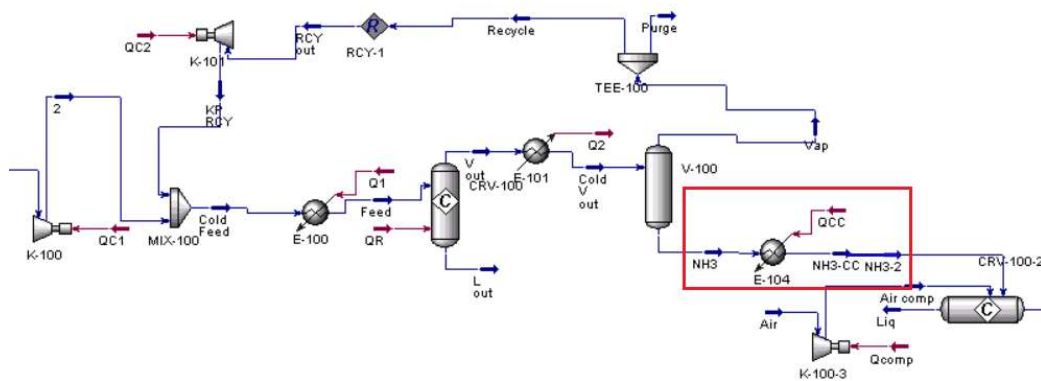 Purge
Recycle
RCY
out
RCY-1
R
QC2
K-101
TEE-100
2
KP
RCY
Vap
V
out
CRV-100
E-101
Q2
Cold
V
out
V-100
Q1
Cold
Feed
E-100
Feed
C
QR
MIX-100
QC1
K-100
L
out
QCC
NH3
E-104
NH3-CC
NH3-2
CRV-100-2
Air comp
Liq
C
Air
K-100-3
Qcomp